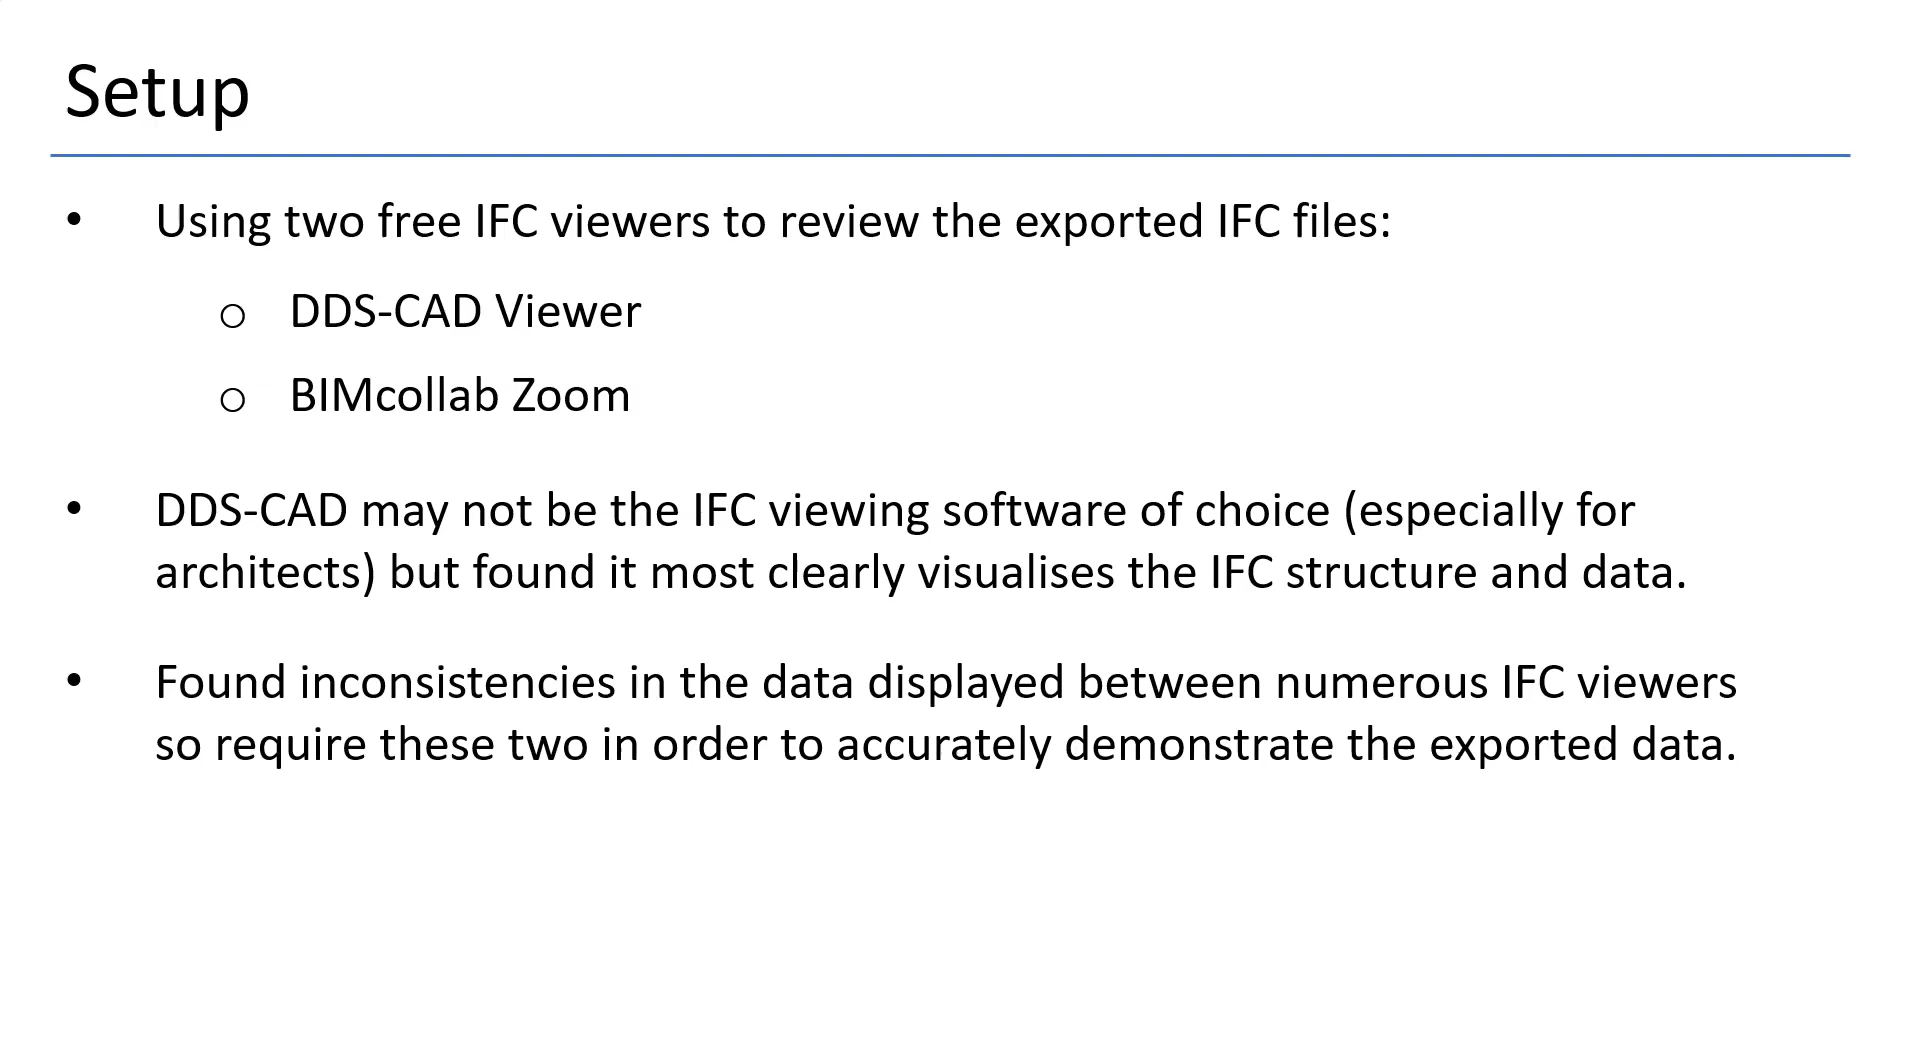 Setup
• Using two free IFC viewers to review the exported IFC files:
o DDS-CAD Viewer
o BIMcollab Zoom
• DDS-CAD may not be the IFC viewing software of choice (especially for
architects) but found it most clearly visualises the IFC structure and data.
• Found inconsistencies in the data displayed between numerous IFC viewers
so require these two in order to accurately demonstrate the exported data.